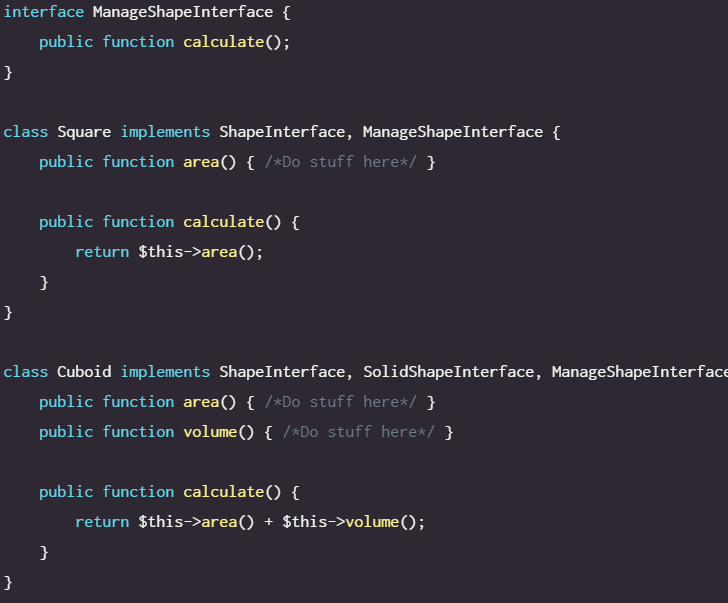 interface ManageShapeInterface {
    public function calculate();
}

class Square implements ShapeInterface, ManageShapeInterface {
    public function area() { /*Do stuff here*/ }

    public function calculate() {
        return $this->area();
    }
}

class Cuboid implements ShapeInterface, SolidShapeInterface, ManageShapeInterface
    public function area() { /*Do stuff here*/ }
    public function volume() { /*Do stuff here*/ }

    public function calculate() {
        return $this->area() + $this->volume();
    }
}